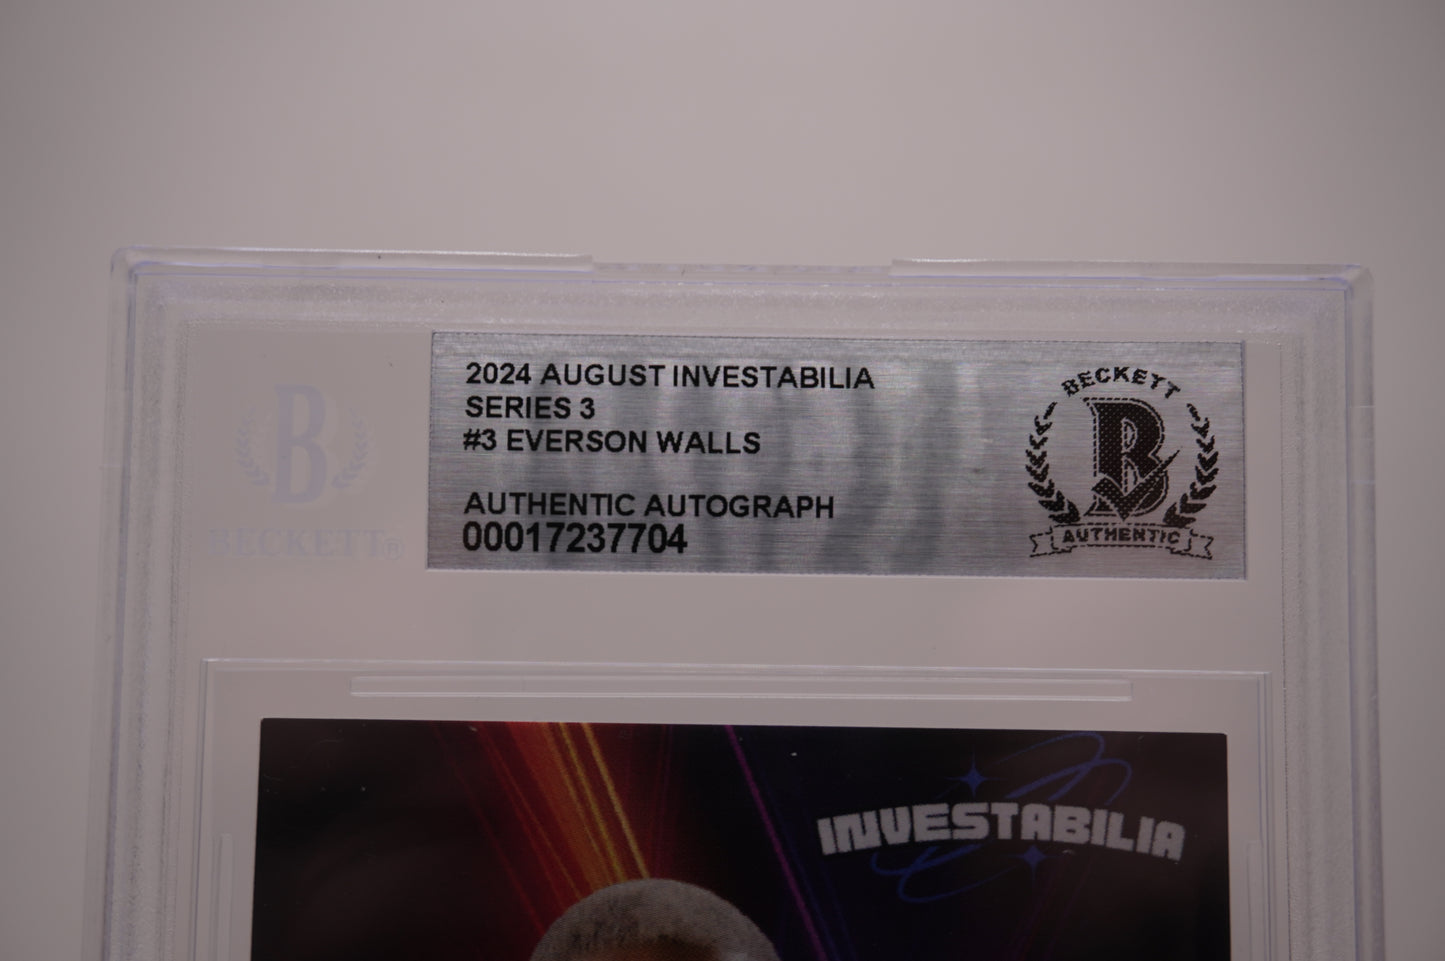 2024 AUGUST INVESTABILIA
SERIES 3
#3 EVERSON WALLS
AUTHENTIC AUTOGRAPH
00017237704
BECKETT
B
AUTHENTIC
B
BECKETT®
INVESTABILIA